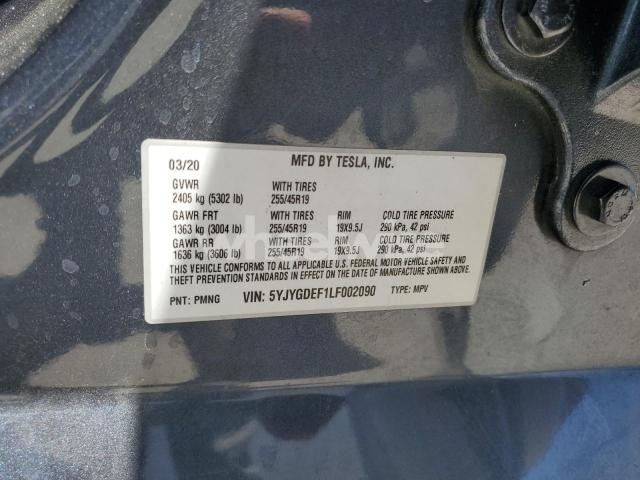 03/20 MFD BY TESLA, INC.
GVWR WITH TIRES
2405 kg (5302 lb) 255/45R19
GAWR FRT WITH TIRES RIM COLD TIRE PRESSURE
1363 kg (3004 lb) 255/45R19 19X9.5J 290 kPa, 42 psi
GAWR RR WITH TIRES RIM COLD TIRE PRESSURE
1636 kg (3606 lb) 255/45R19 19X9.5J 290 kPa, 42 psi
THIS VEHICLE CONFORMS TO ALL APPLICABLE U.S. FEDERAL MOTOR VEHICLE SAFETY AND
THEFT PREVENTION STANDARDS IN EFFECT ON THE DATE OF MANUFACTURE SHOWN ABOVE.
PNT: PMNG VIN: 5YJYGDEF1LF002090 TYPE: MPV